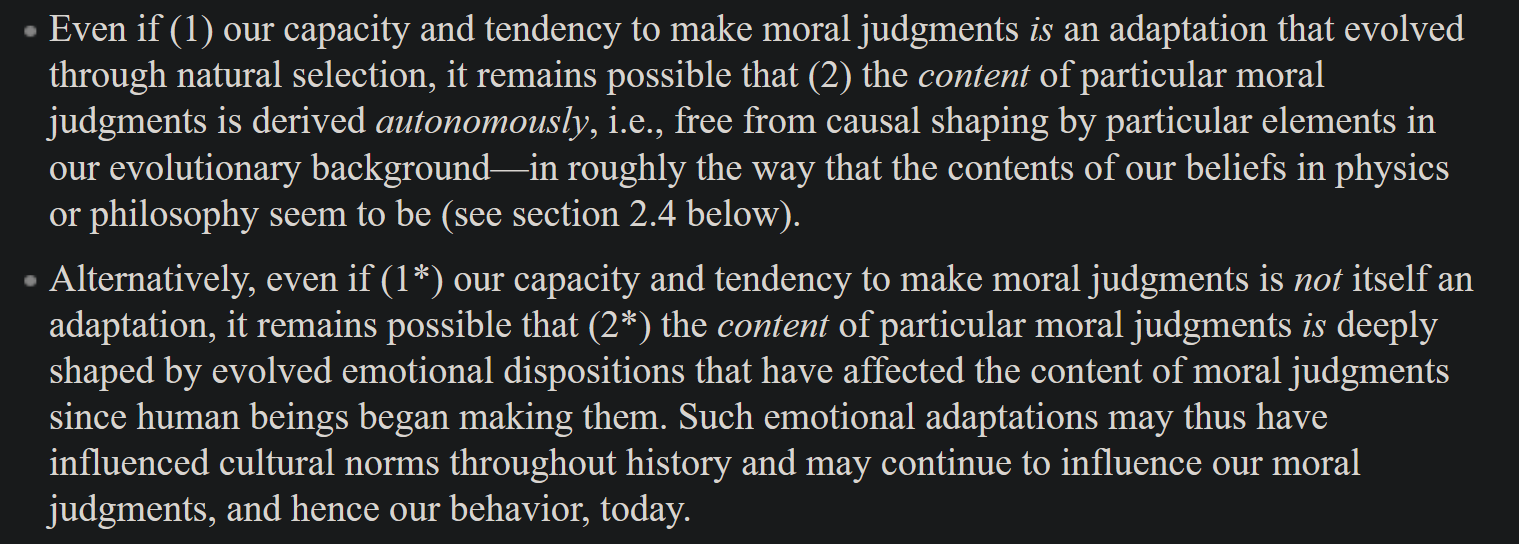 • Even if (1) our capacity and tendency to make moral judgments is an adaptation that evolved
through natural selection, it remains possible that (2) the content of particular moral
judgments is derived autonomously, i.e., free from causal shaping by particular elements in
our evolutionary background—in roughly the way that the contents of our beliefs in physics
or philosophy seem to be (see section 2.4 below).
• Alternatively, even if (1*) our capacity and tendency to make moral judgments is not itself an
adaptation, it remains possible that (2*) the content of particular moral judgments is deeply
shaped by evolved emotional dispositions that have affected the content of moral judgments
since human beings began making them. Such emotional adaptations may thus have
influenced cultural norms throughout history and may continue to influence our moral
judgments, and hence our behavior, today.